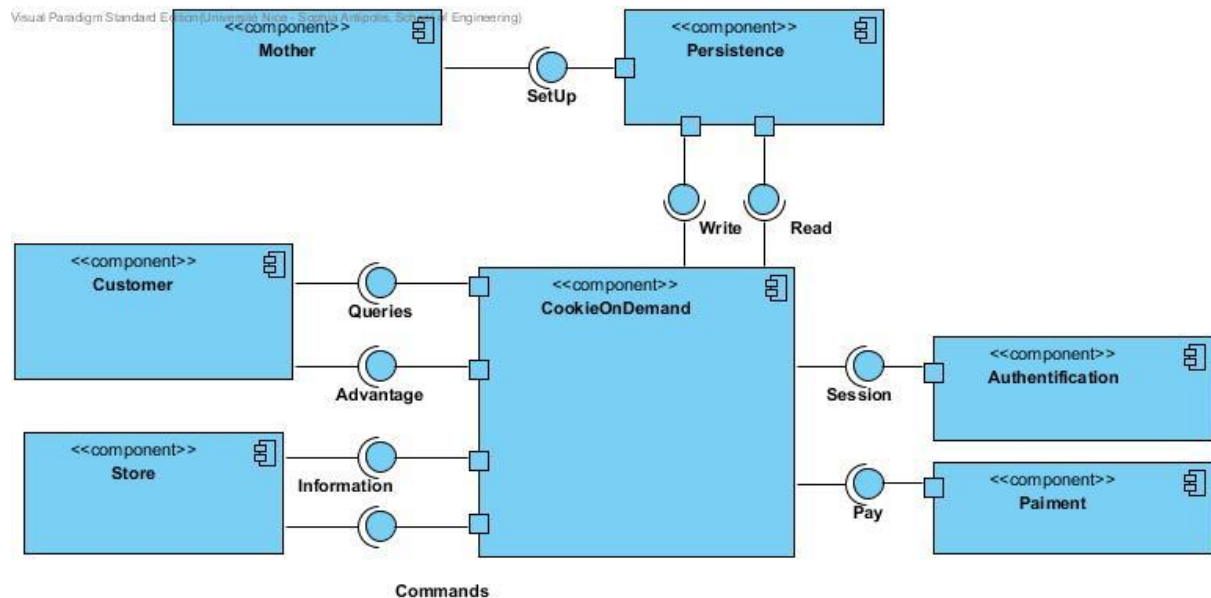 Visual Paradigm Standard Edition(Université Nice - Sophia Antipolis, School of Engineering)
<<component>>
Mother
SetUp
<<component>>
Persistence
Write
Read
<<component>>
Customer
Queries
Advantage
<<component>>
CookieOnDemand
<<component>>
Store
Information
Commands
Session
<<component>>
Authentification
Pay
<<component>>
Paiment